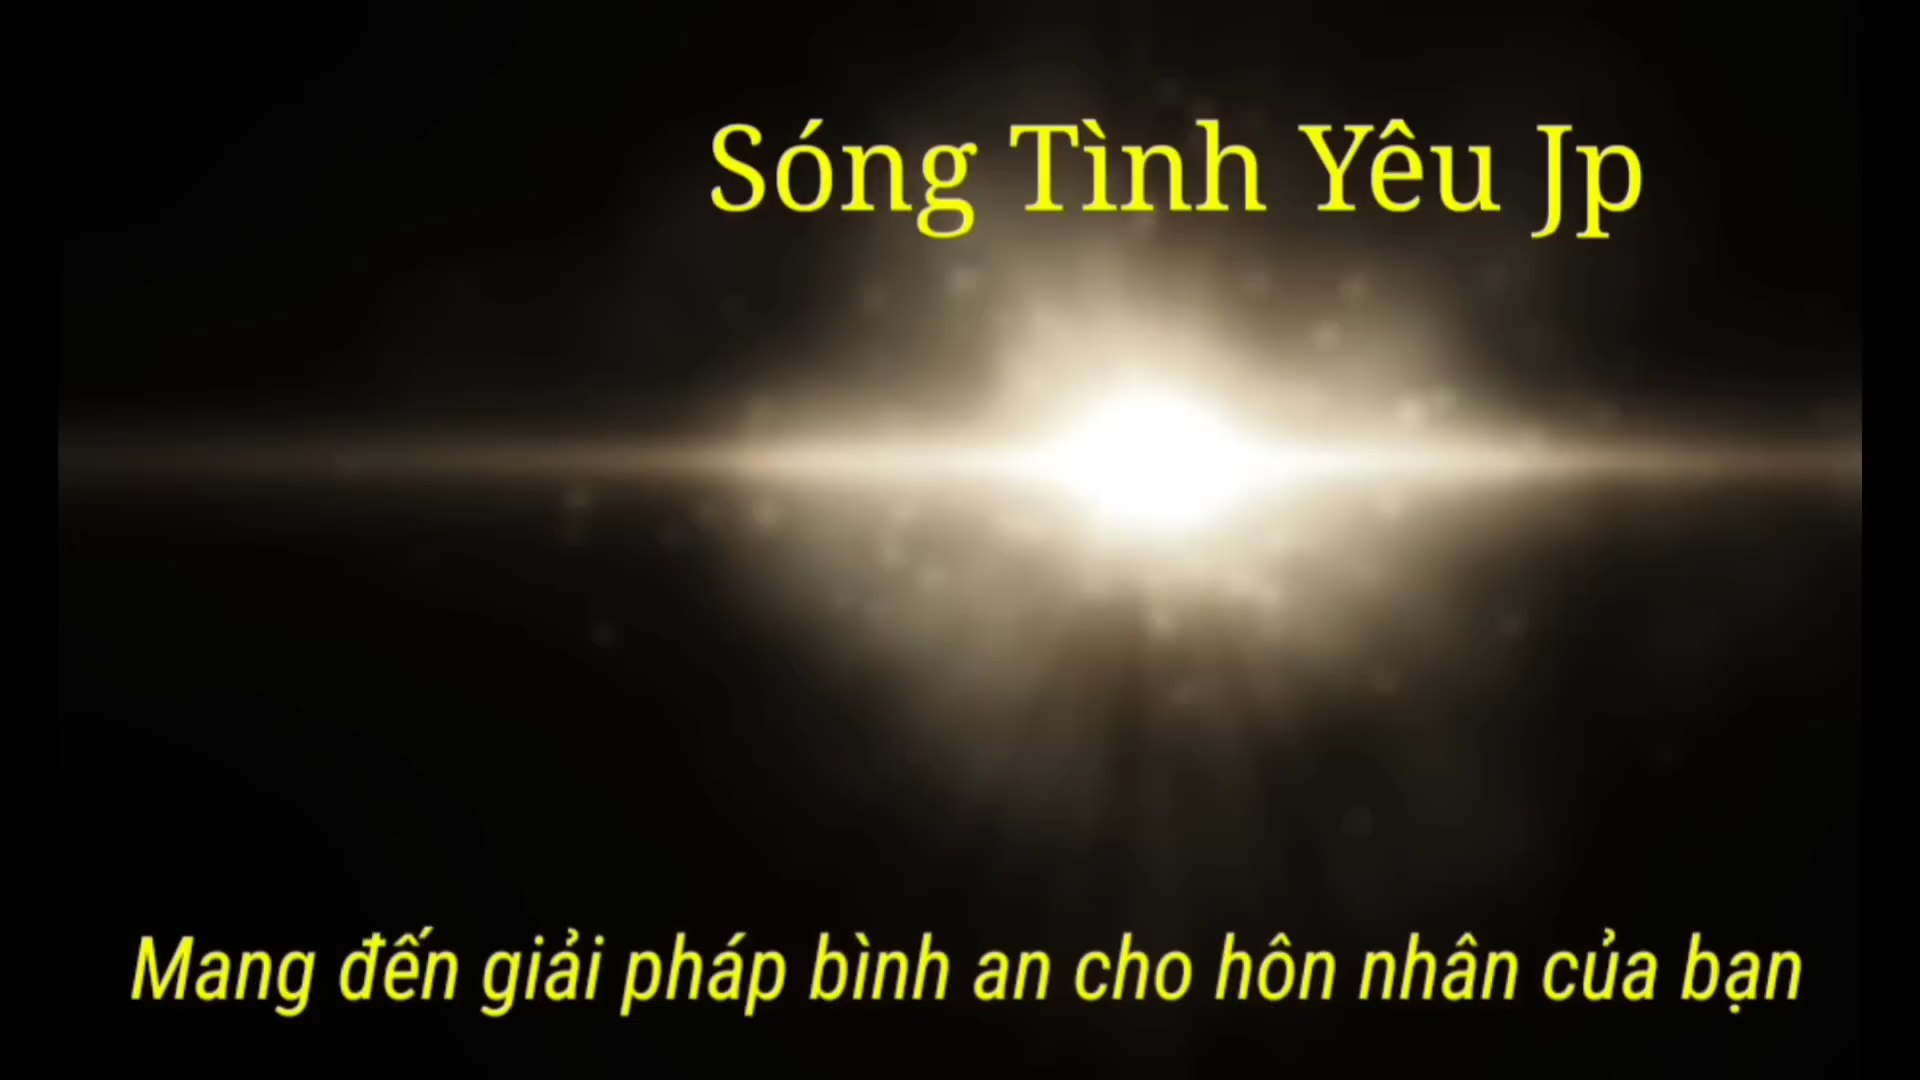 Sóng Tình Yêu Jp
Mang đến giải pháp bình an cho hôn nhân của bạn